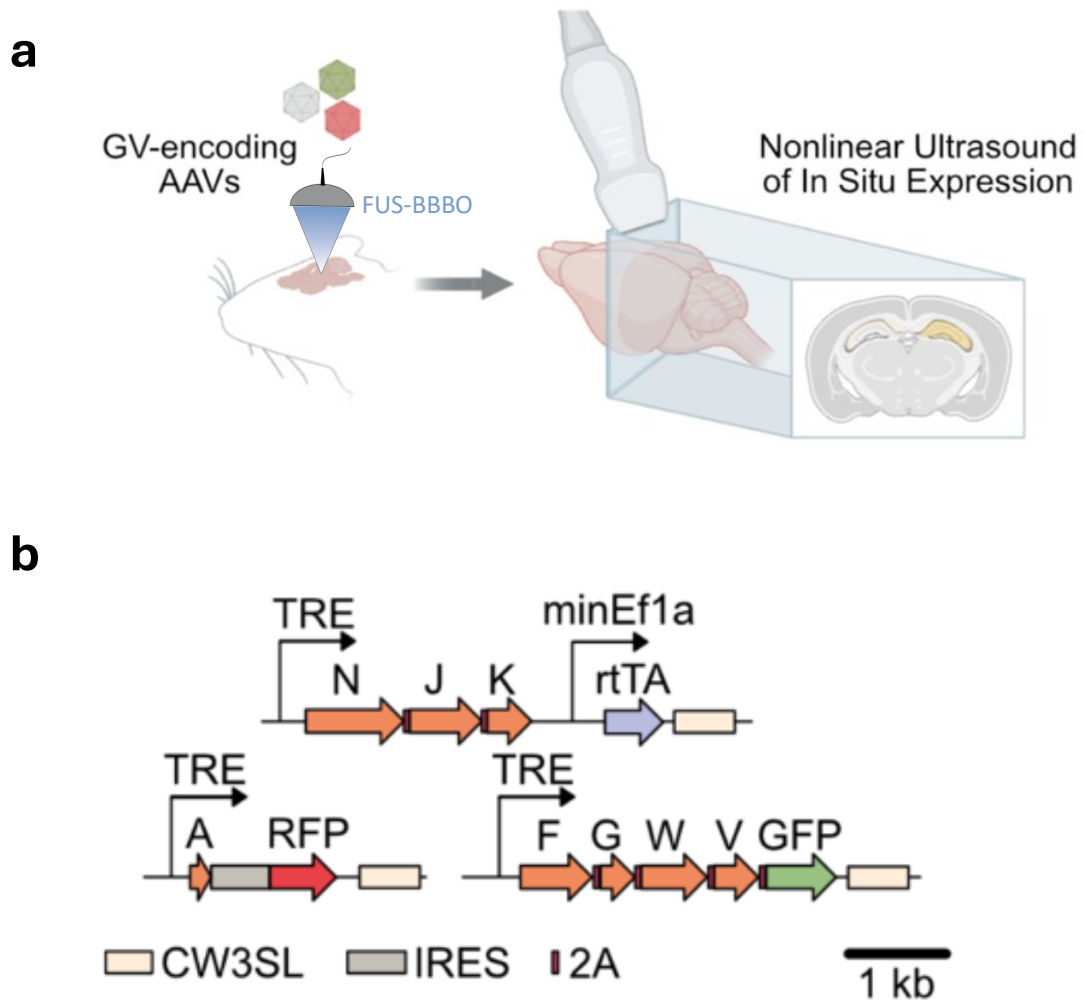 a
GV-encoding
AAVs
FUS-BBBO
Nonlinear Ultrasound
of In Situ Expression
b
TRE
minEf1a
N J K rtTA
TRE
TRE
A RFP
F G W V GFP
CW3SL
IRES
2A
1 kb